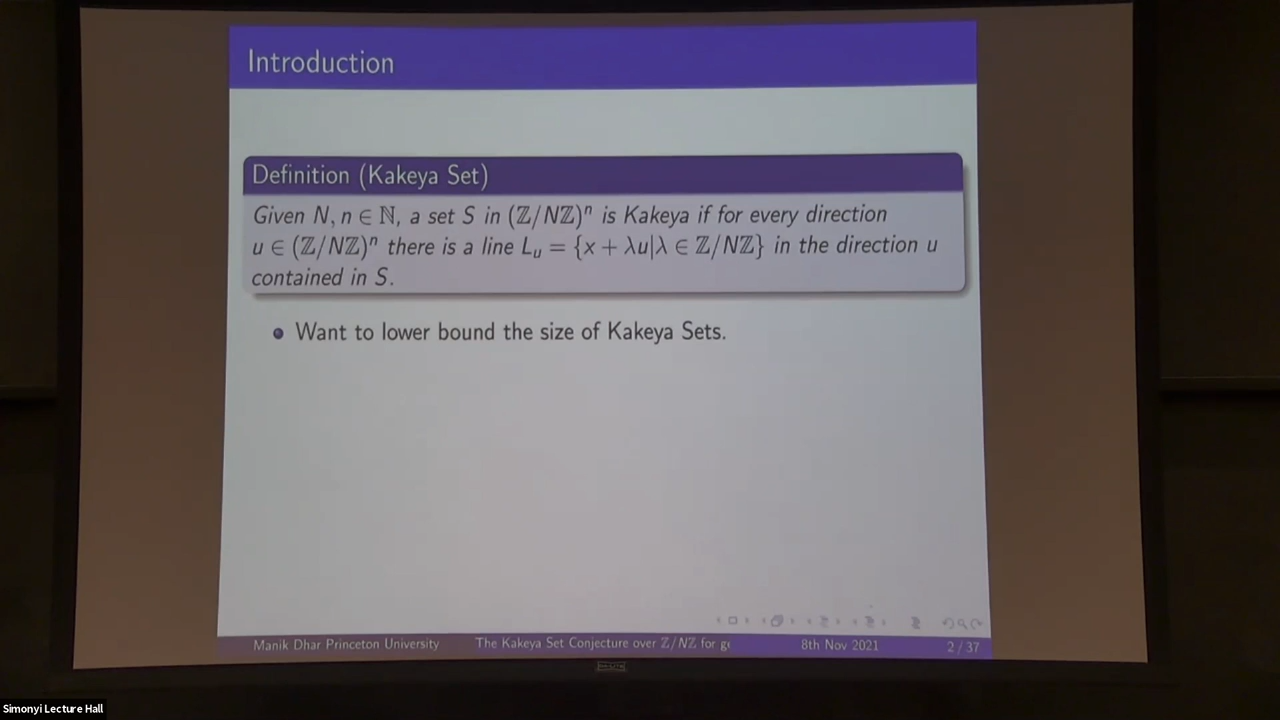 Introduction
Definition (Kakeya Set)
Given N, n ∈ ℕ, a set S in (ℤ/Nℤ)ⁿ is Kakeya if for every direction
u ∈ (ℤ/Nℤ)ⁿ there is a line Lᵤ = {x + λu|λ ∈ ℤ/Nℤ} in the direction u
contained in S.
Want to lower bound the size of Kakeya Sets.
Manik Dhar Princeton University The Kakeya Set Conjecture over ℤ/Nℤ for ge 8th Nov 2021 2 / 37
Simonyi Lecture Hall